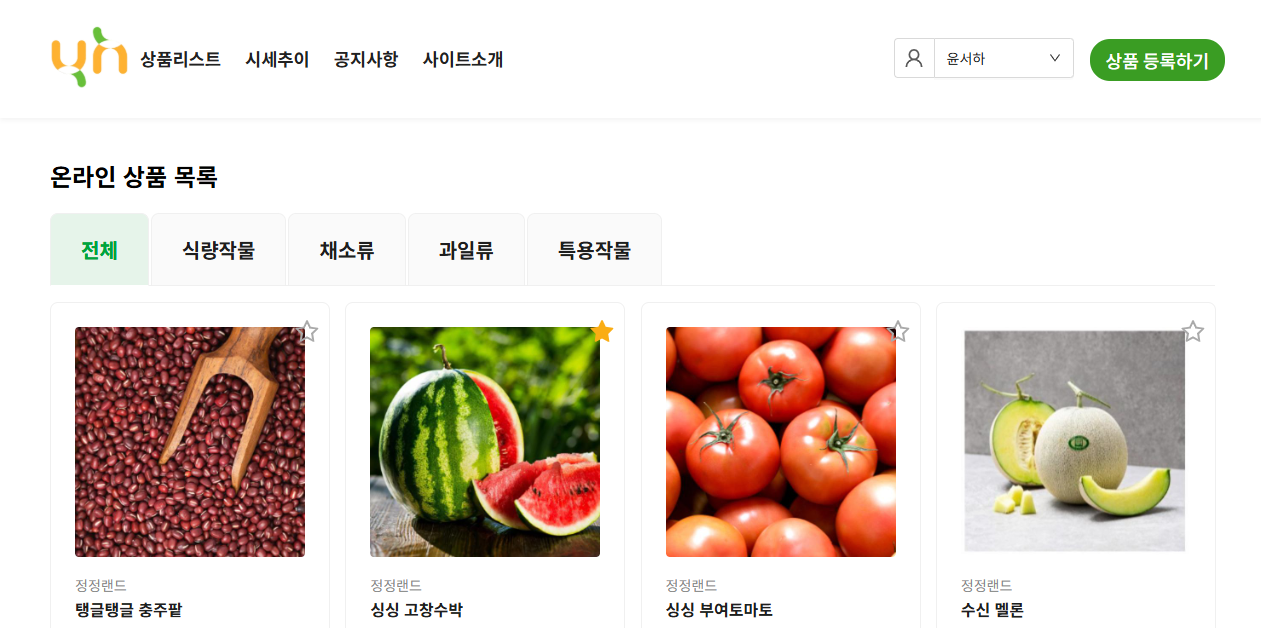 yn
상품리스트 시세추이 공지사항 사이트소개
윤서하
상품 등록하기
온라인 상품 목록
전체 식량작물 채소류 과일류 특용작물
정정랜드 정정랜드 정정랜드 정정랜드
탱글탱글 충주팥 싱싱 고창수박 싱싱 부여토마토 수신 멜론